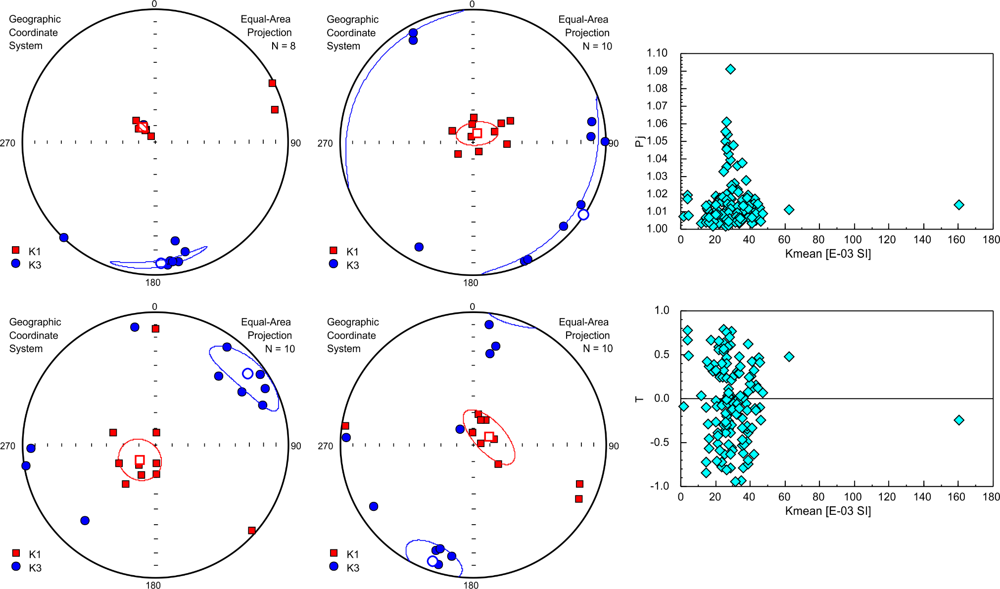 0
Geographic
Coordinate
System
Equal-Area
Projection
N = 8
270
90
K1
K3
180
0
Geographic
Coordinate
System
Equal-Area
Projection
N = 10
270
90
K1
K3
180
1.10
1.09
1.08
1.07
1.06
1.05
1.04
1.03
1.02
1.01
1.00
Pj
0 20 40 60 80 100 120 140 160 180
Kmean [E-03 SI]
0
Geographic
Coordinate
System
Equal-Area
Projection
N = 10
270
90
K1
K3
180
0
Geographic
Coordinate
System
Equal-Area
Projection
N = 10
270
90
K1
K3
180
1.0
0.5
0.0
-0.5
-1.0
T
0 20 40 60 80 100 120 140 160 180
Kmean [E-03 SI]